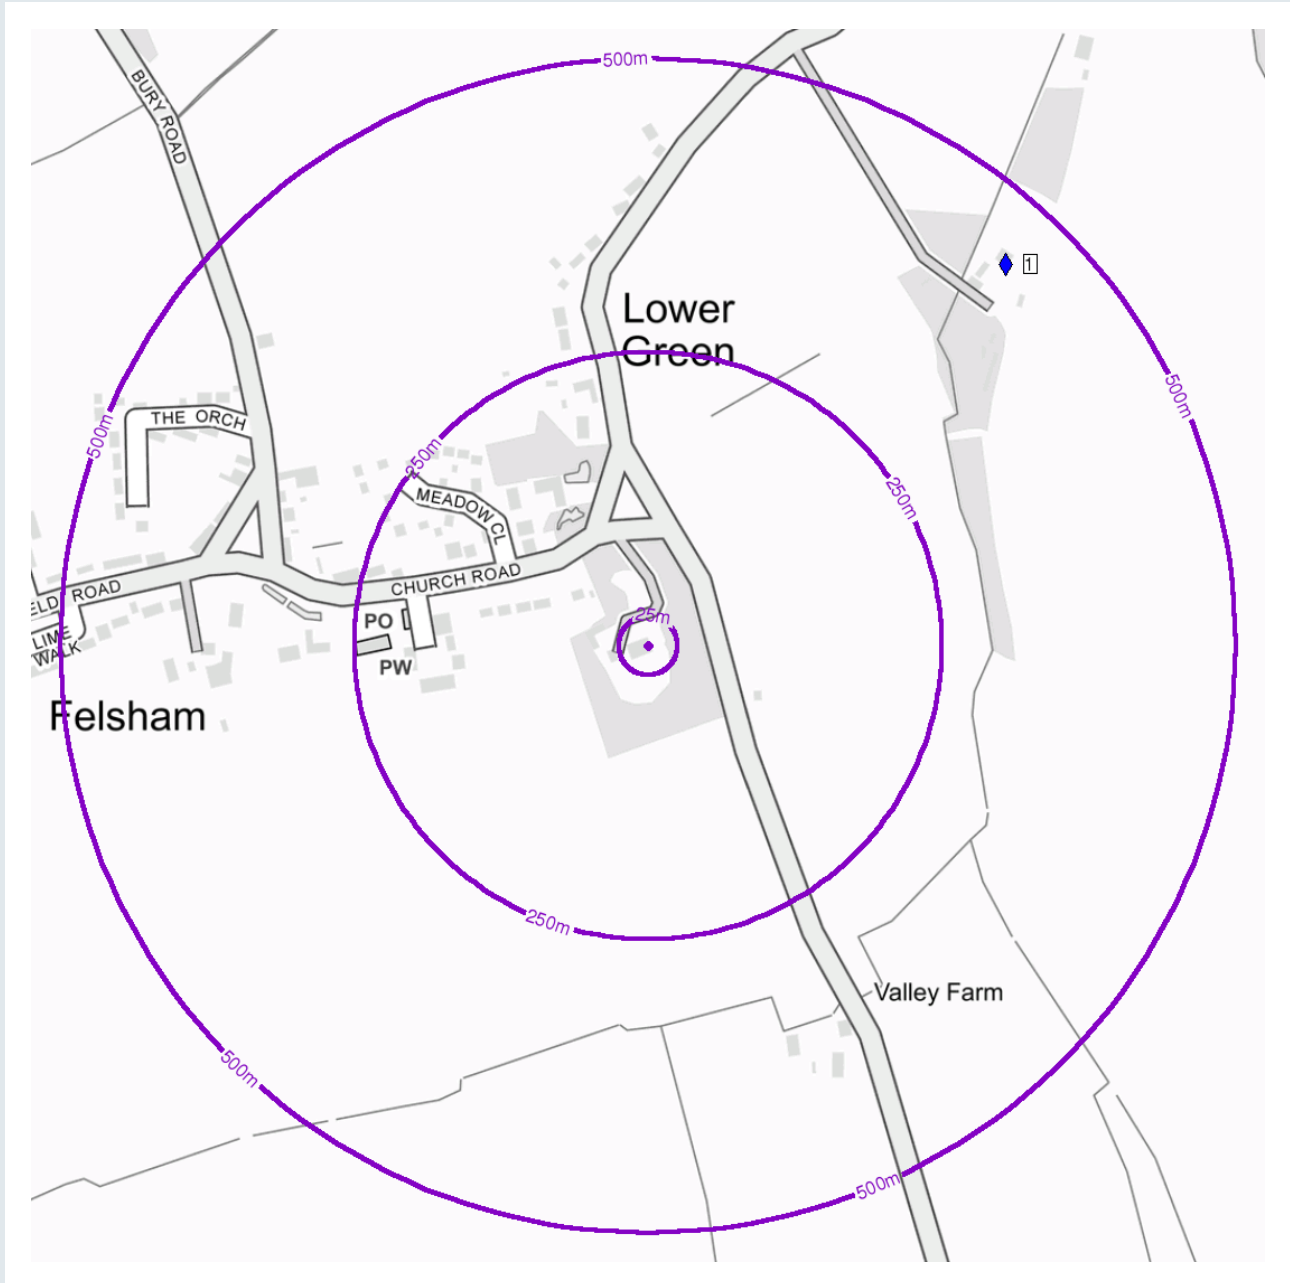 500m
BURY ROAD
1
Lower
Green
500m
THE ORCH
500m
250m
250m
MEADOW CL
CHURCH ROAD
ELD ROAD
LIME
WALK
PO
PW
25m
Felsham
250m
Valley Farm
500m
500m